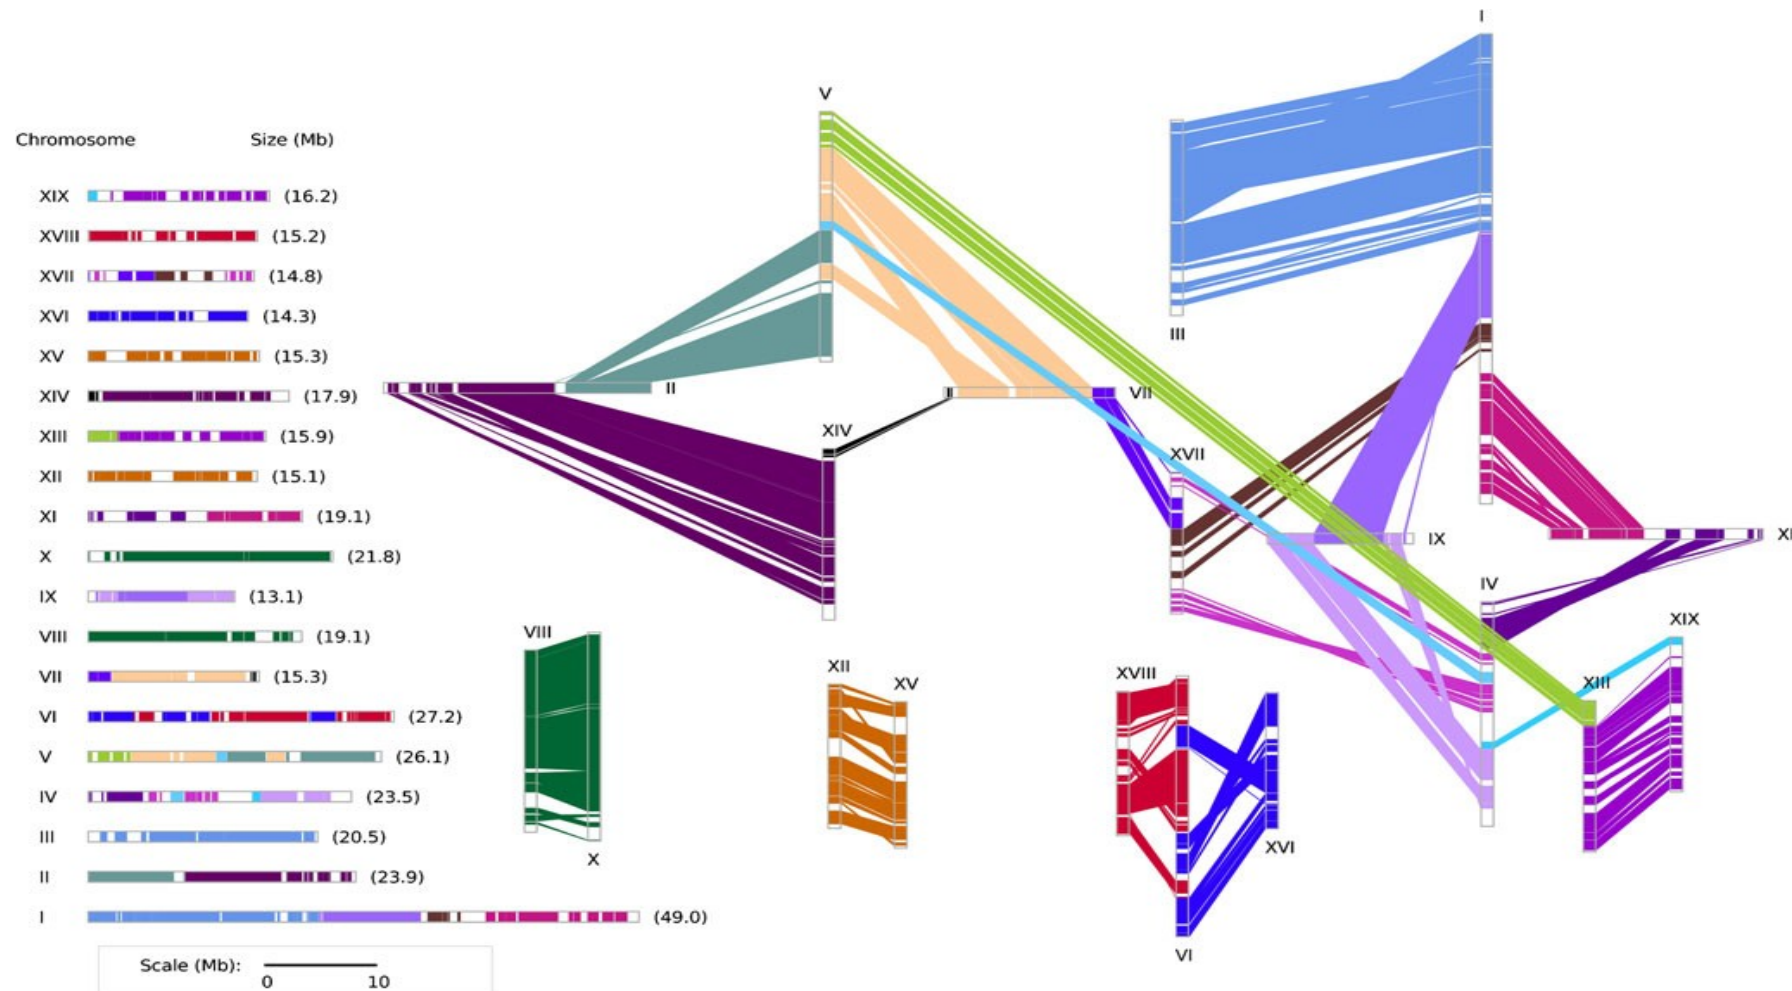 Chromosome Size (Mb)
XIX (16.2)
XVIII (15.2)
XVII (14.8)
XVI (14.3)
XV (15.3)
XIV (17.9)
XIII (15.9)
XII (15.1)
XI (19.1)
X (21.8)
IX (13.1)
VIII (19.1)
VII (15.3)
VI (27.2)
V (26.1)
IV (23.5)
III (20.5)
II (23.9)
I (49.0)
Scale (Mb):
0 10
I
V
III
II
VII
XIV
XVII
IX
XI
IV
VIII
XIX
XII
XV
XVIII
XIII
XVI
X
VI